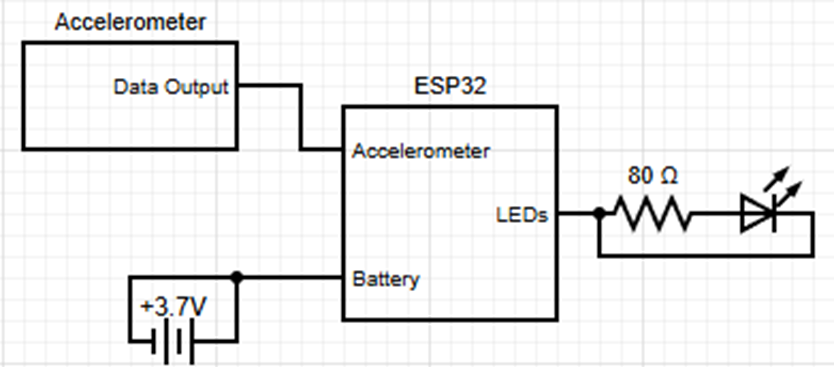 Accelerometer
Data Output
ESP32
Accelerometer
80 Ω
LEDs
Battery
+3.7V